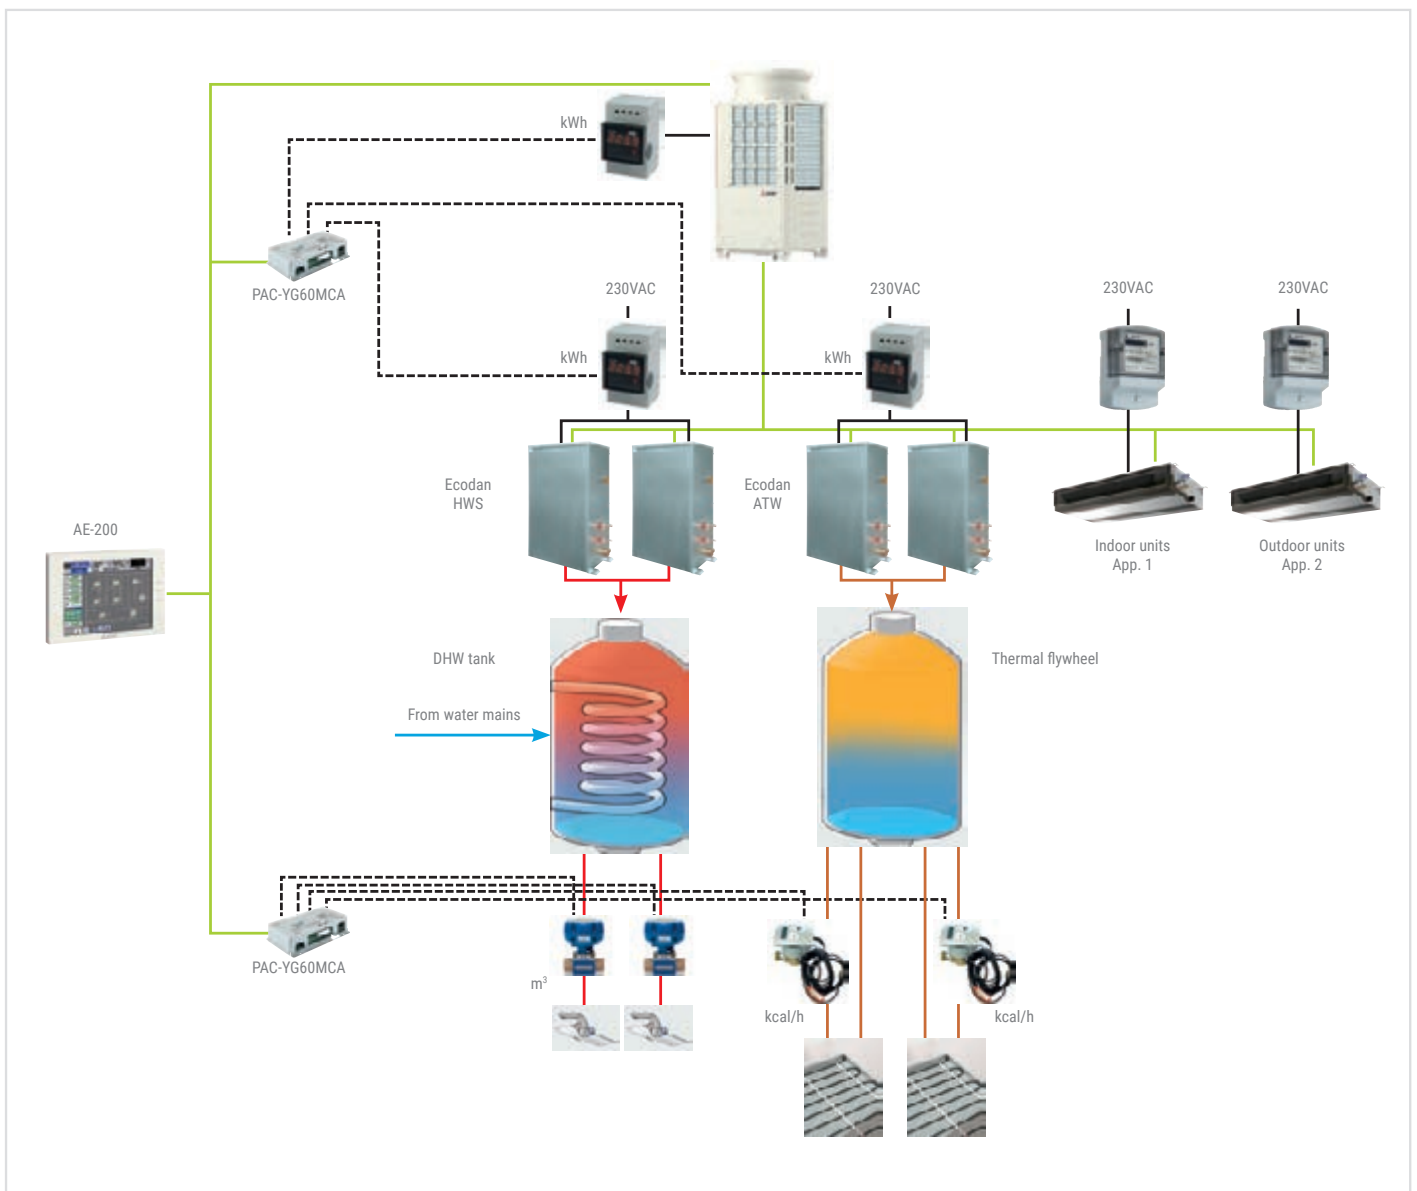 kWh
PAC-YG60MCA
230VAC
230VAC
230VAC
230VAC
kWh
kWh
Ecodan
HWS
Ecodan
ATW
Indoor units
App. 1
Outdoor units
App. 2
AE-200
DHW tank
Thermal flywheel
From water mains
PAC-YG60MCA
m³
kcal/h
kcal/h